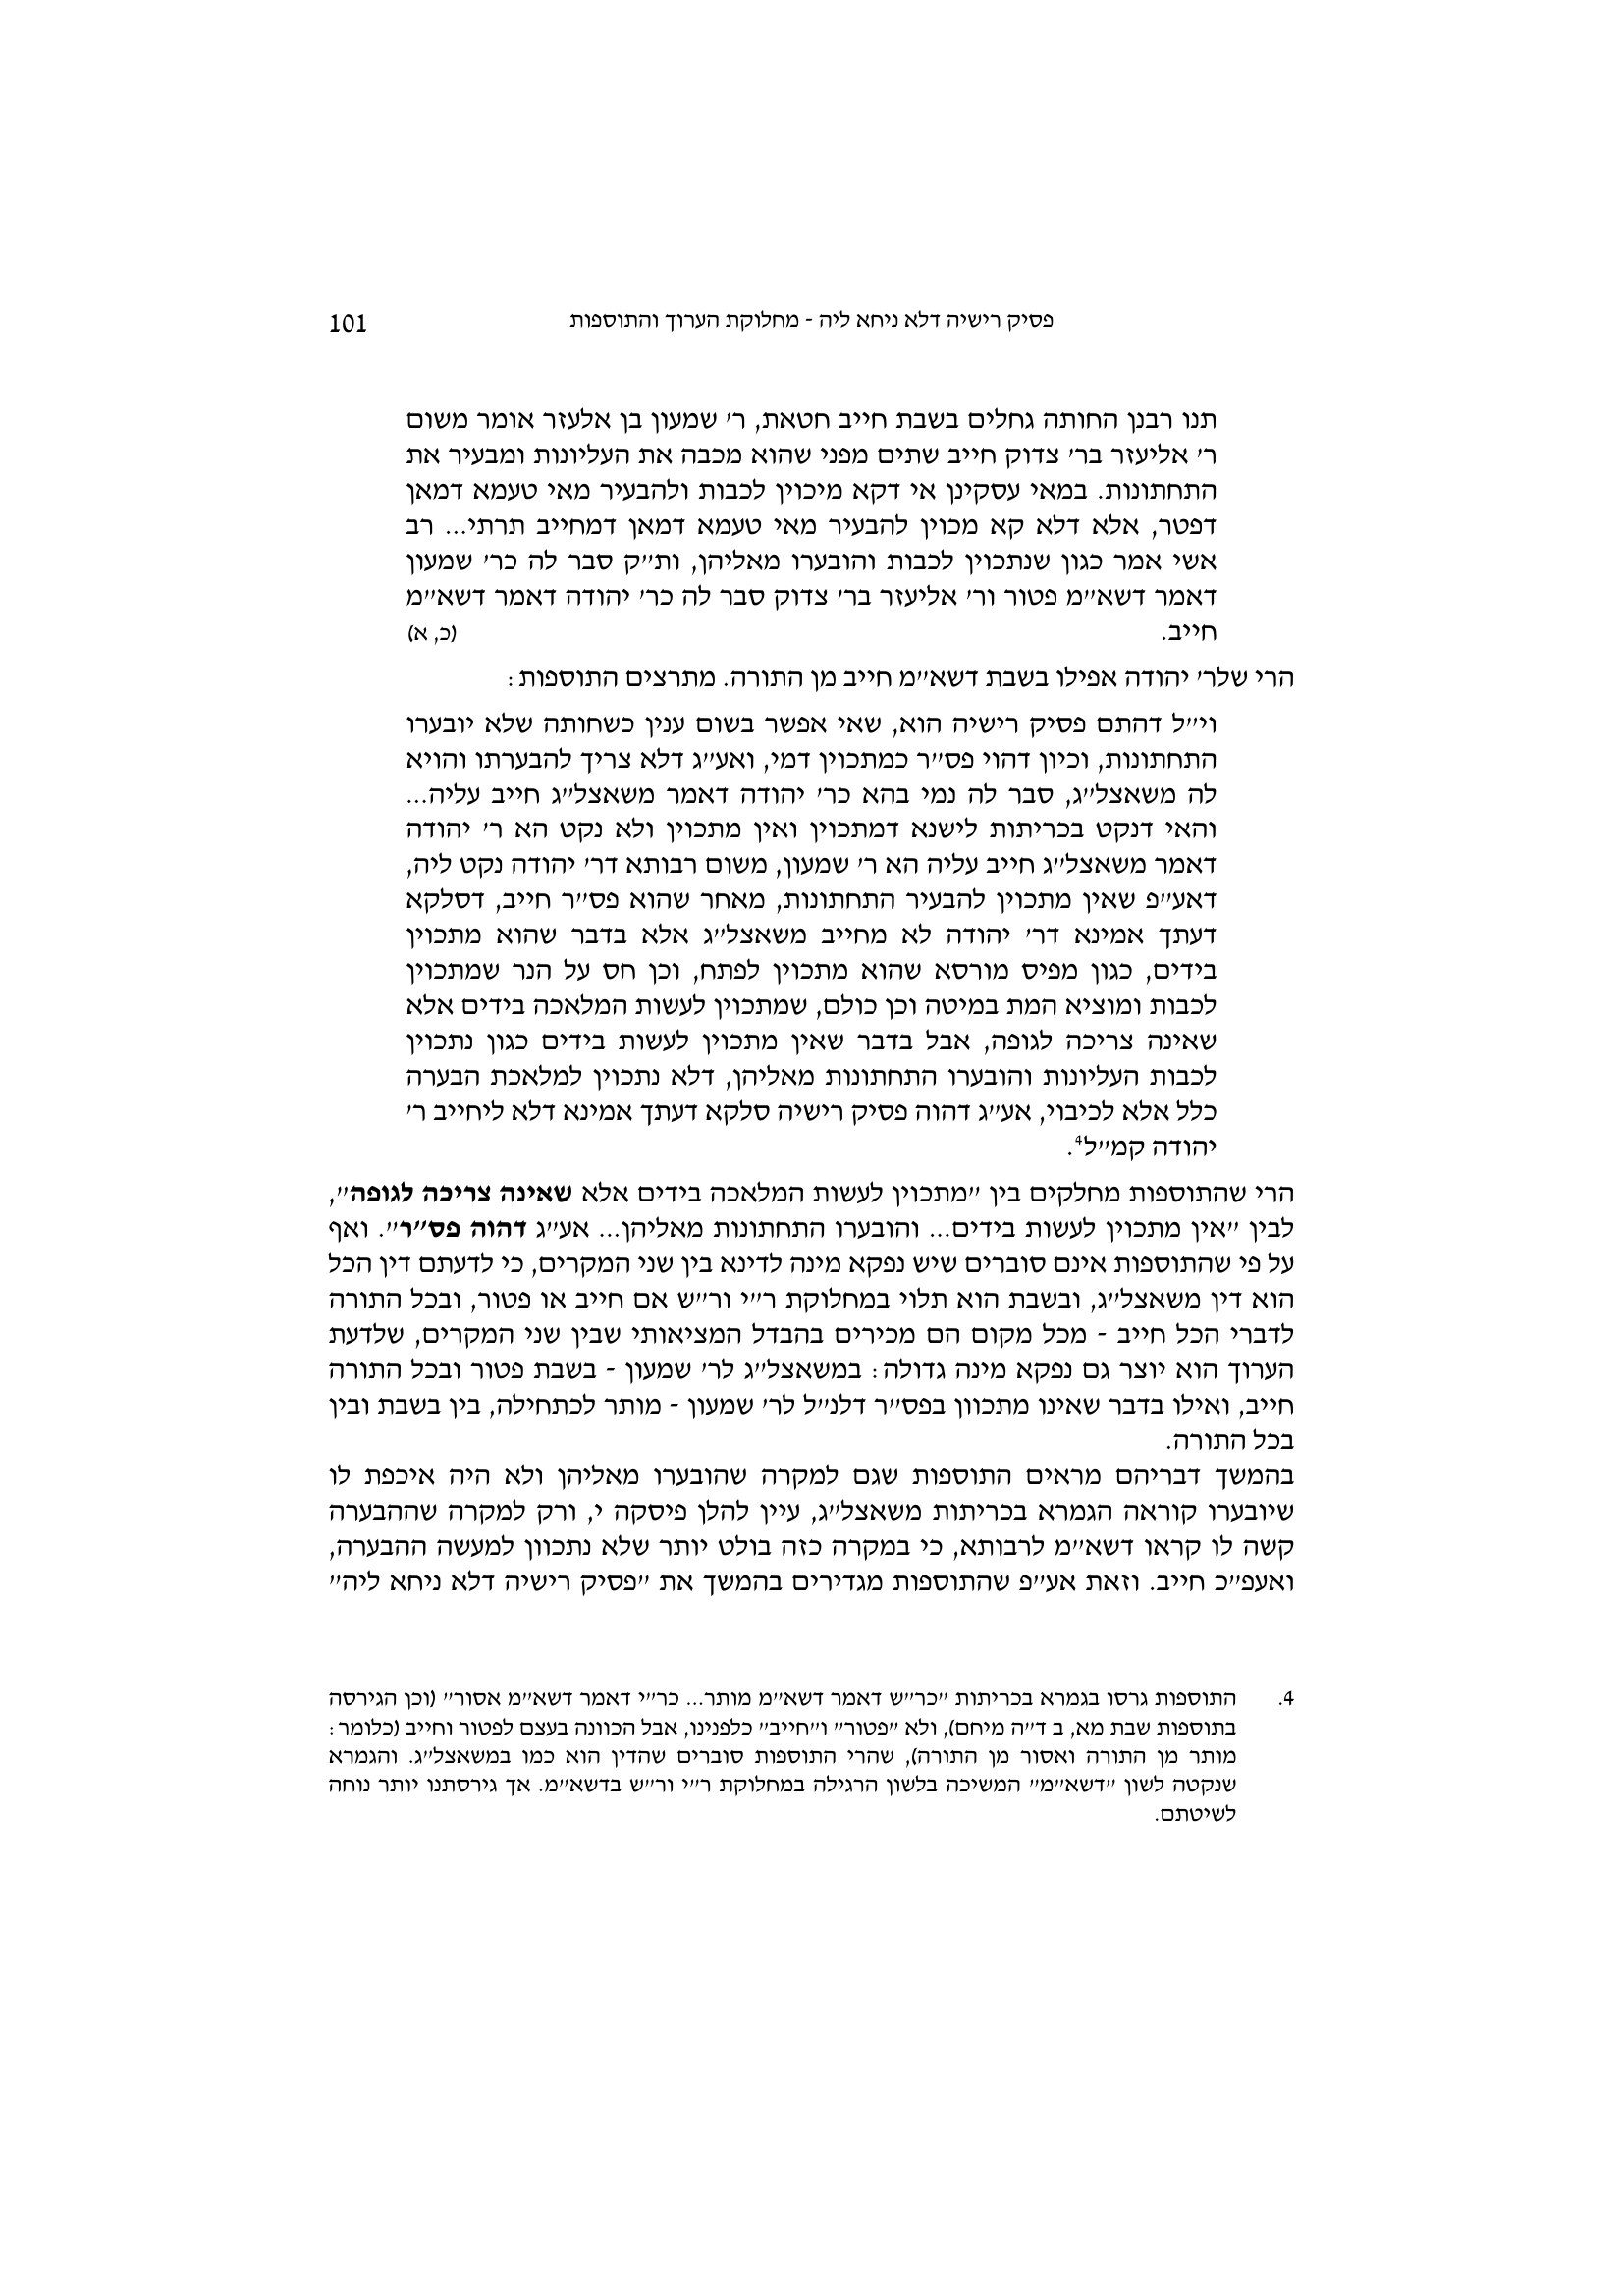 פסיק רישיה דלא ניחא ליה - מחלוקת הערוך והתוספות 101
תנו רבנן החותה גחלים בשבת חייב חטאת, ר׳ שמעון בן אלעזר אומר משום
ר׳ אליעזר בר׳ צדוק חייב שתים מפני שהוא מכבה את העליונות ומבעיר את
התחתונות. במאי עסקינן אי דקא מיכוין לכבות ולהבעיר מאי טעמא דמאן
דפטר, אלא דלא קא מכוין להבעיר מאי טעמא דמאן דמחייב תרתי... רב
אשי אמר כגון שנתכוין לכבות והובערו מאליהן, ות״ק סבר לה כר׳ שמעון
דאמר דשא״מ פטור ור׳ אליעזר בר׳ צדוק סבר לה כר׳ יהודה דאמר דשא״מ
חייב. (כ, א)
הרי שלר׳ יהודה אפילו בשבת דשא״מ חייב מן התורה. מתרצים התוספות:
וי״ל דהתם פסיק רישיה הוא, שאי אפשר בשום ענין כשחותה שלא יובערו
התחתונות, וכיון דהוי פס״ר כמתכוין דמי, ואע״ג דלא צריך להבערתו והויא
לה משאצל״ג, סבר לה נמי בהא כר׳ יהודה דאמר משאצל״ג חייב עליה...
והאי דנקט בכריתות לישנא דמתכוין ואין מתכוין ולא נקט הא ר׳ יהודה
דאמר משאצל״ג חייב עליה הא ר׳ שמעון, משום רבותא דר׳ יהודה נקט ליה,
דאע״פ שאין מתכוין להבעיר התחתונות, מאחר שהוא פס״ר חייב, דסלקא
דעתך אמינא דר׳ יהודה לא מחייב משאצל״ג אלא בדבר שהוא מתכוין
בידים, כגון מפיס מורסא שהוא מתכוין לפתח, וכן חס על הנר שמתכוין
לכבות ומוציא המת במיטה וכן כולם, שמתכוין לעשות המלאכה בידים אלא
שאינה צריכה לגופה, אבל בדבר שאין מתכוין לעשות בידים כגון נתכוין
לכבות העליונות והובערו התחתונות מאליהן, דלא נתכוין למלאכת הבערה
כלל אלא לכיבוי, אע״ג דהוה פסיק רישיה סלקא דעתך אמינא דלא ליחייב ר׳
יהודה קמ״ל4.
הרי שהתוספות מחלקים בין ״מתכוין לעשות המלאכה בידים אלא שאינה צריכה לגופה״,
לבין ״אין מתכוין לעשות בידים... והובערו התחתונות מאליהן... אע״ג דהוה פס״ר״. ואף
על פי שהתוספות אינם סוברים שיש נפקא מינה לדינא בין שני המקרים, כי לדעתם דין הכל
הוא דין משאצל״ג, ובשבת הוא תלוי במחלוקת ר״י ור״ש אם חייב או פטור, ובכל התורה
לדברי הכל חייב - מכל מקום הם מכירים בהבדל המציאותי שבין שני המקרים, שלדעת
הערוך הוא יוצר גם נפקא מינה גדולה: במשאצל״ג לר׳ שמעון - בשבת פטור ובכל התורה
חייב, ואילו בדבר שאינו מתכוון בפס״ר דלנ״ל לר׳ שמעון - מותר לכתחילה, בין בשבת ובין
בכל התורה.
בהמשך דבריהם מראים התוספות שגם למקרה שהובערו מאליהן ולא היה איכפת לו
שיובערו קוראה הגמרא בכריתות משאצל״ג, עיין להלן פיסקה י, ורק למקרה שההבערה
קשה לו קראו דשא״מ לרבותא, כי במקרה כזה בולט יותר שלא נתכוון למעשה ההבערה,
ואעפ״כ חייב. וזאת אע״פ שהתוספות מגדירים בהמשך את ״פסיק רישיה דלא ניחא ליה״
4. התוספות גרסו בגמרא בכריתות ״כר״ש דאמר דשא״מ מותר... כר״י דאמר דשא״מ אסור״ (וכן הגירסה
בתוספות שבת מא, ב ד״ה מיחם), ולא ״פטור״ ו״חייב״ כלפנינו, אבל הכוונה בעצם לפטור וחייב (כלומר:
מותר מן התורה ואסור מן התורה), שהרי התוספות סוברים שהדין הוא כמו במשאצל״ג. והגמרא
שנקטה לשון ״דשא״מ״ המשיכה בלשון הרגילה במחלוקת ר״י ור״ש בדשא״מ. אך גירסתנו יותר נוחה
לשיטתם.